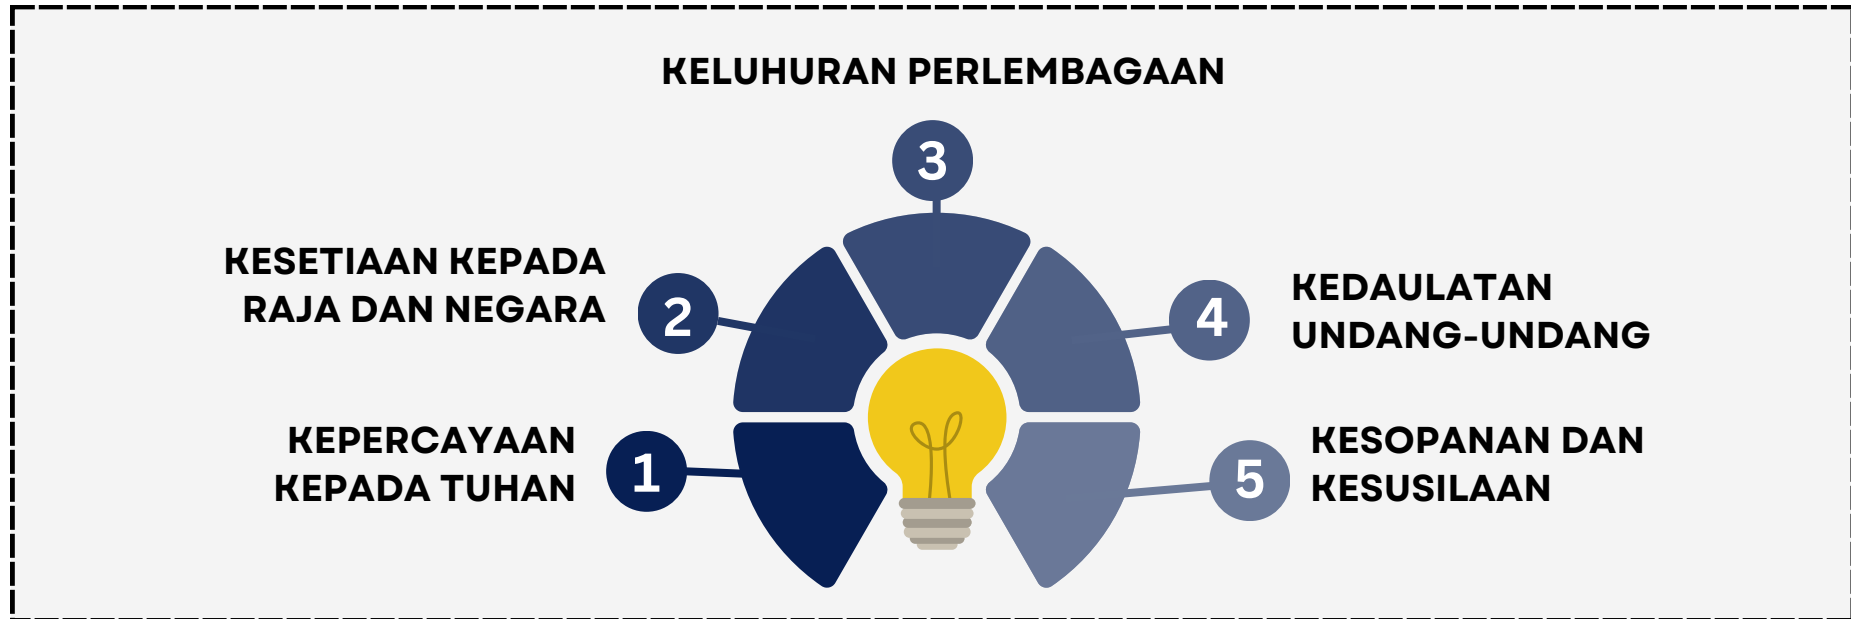 KELUHURAN PERLEMBAGAAN
3
KESETIAAN KEPADA
RAJA DAN NEGARA
2
4
KEDAULATAN
UNDANG-UNDANG
KEPERCAYAAN
KEPADA TUHAN
1
5
KESOPANAN DAN
KESUSILAAN